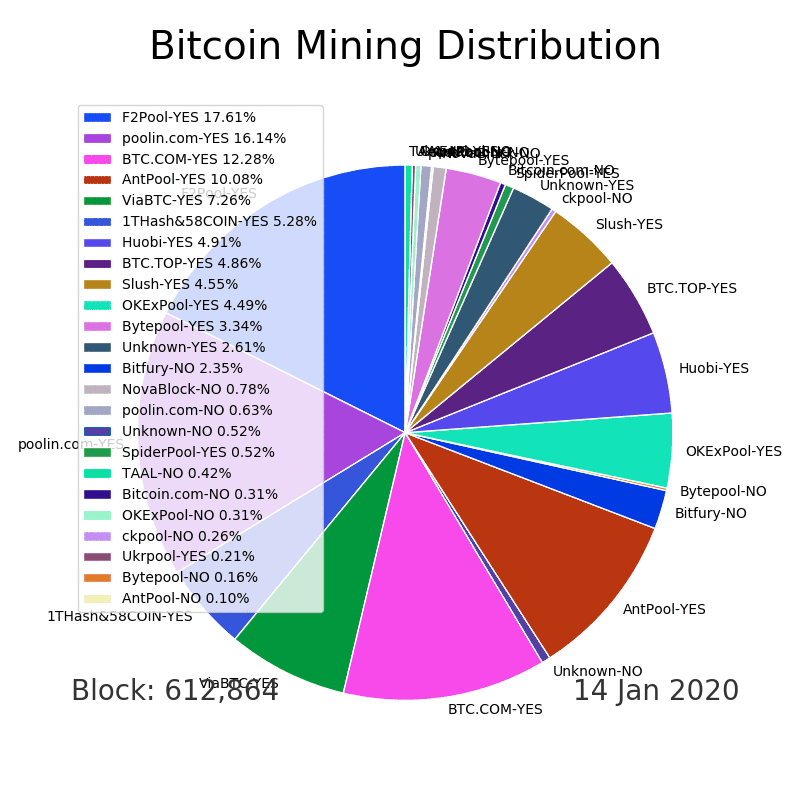 Bitcoin Mining Distribution
F2Pool-YES 17.61%
poolin.com-YES 16.14%
BTC.COM-YES 12.28%
AntPool-YES 10.08%
ViaBTC-YES 7.26%
1THash&58COIN-YES 5.28%
Huobi-YES 4.91%
BTC.TOP-YES 4.86%
Slush-YES 4.55%
OKExPool-YES 4.49%
Bytepool-YES 3.34%
Unknown-YES 2.61%
Bitfury-NO 2.35%
NovaBlock-NO 0.78%
poolin.com-NO 0.63%
Unknown-NO 0.52%
SpiderPool-YES 0.52%
TAAL-NO 0.42%
Bitcoin.com-NO 0.31%
OKExPool-NO 0.31%
ckpool-NO 0.26%
Ukrpool-YES 0.21%
Bytepool-NO 0.16%
AntPool-NO 0.10%
Bytepool-YES
Bitcoin.com-NO
SpiderPool-YES
Unknown-YES
ckpool-NO
Slush-YES
BTC.TOP-YES
Huobi-YES
OKExPool-YES
Bytepool-NO
Bitfury-NO
AntPool-YES
Unknown-NO
BTC.COM-YES
ViaBTC-YES
1THash&58COIN-YES
poolin.com-YES
F2Pool-YES
Block: 612,864
14 Jan 2020